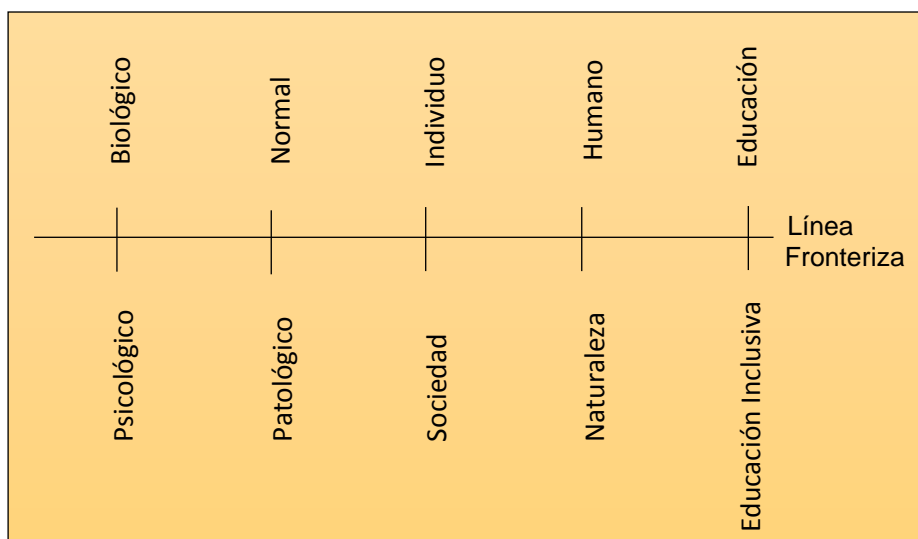 Biológico
Normal
Individuo
Humano
Educación
Línea
Fronteriza
Psicológico
Patológico
Sociedad
Naturaleza
Educación Inclusiva